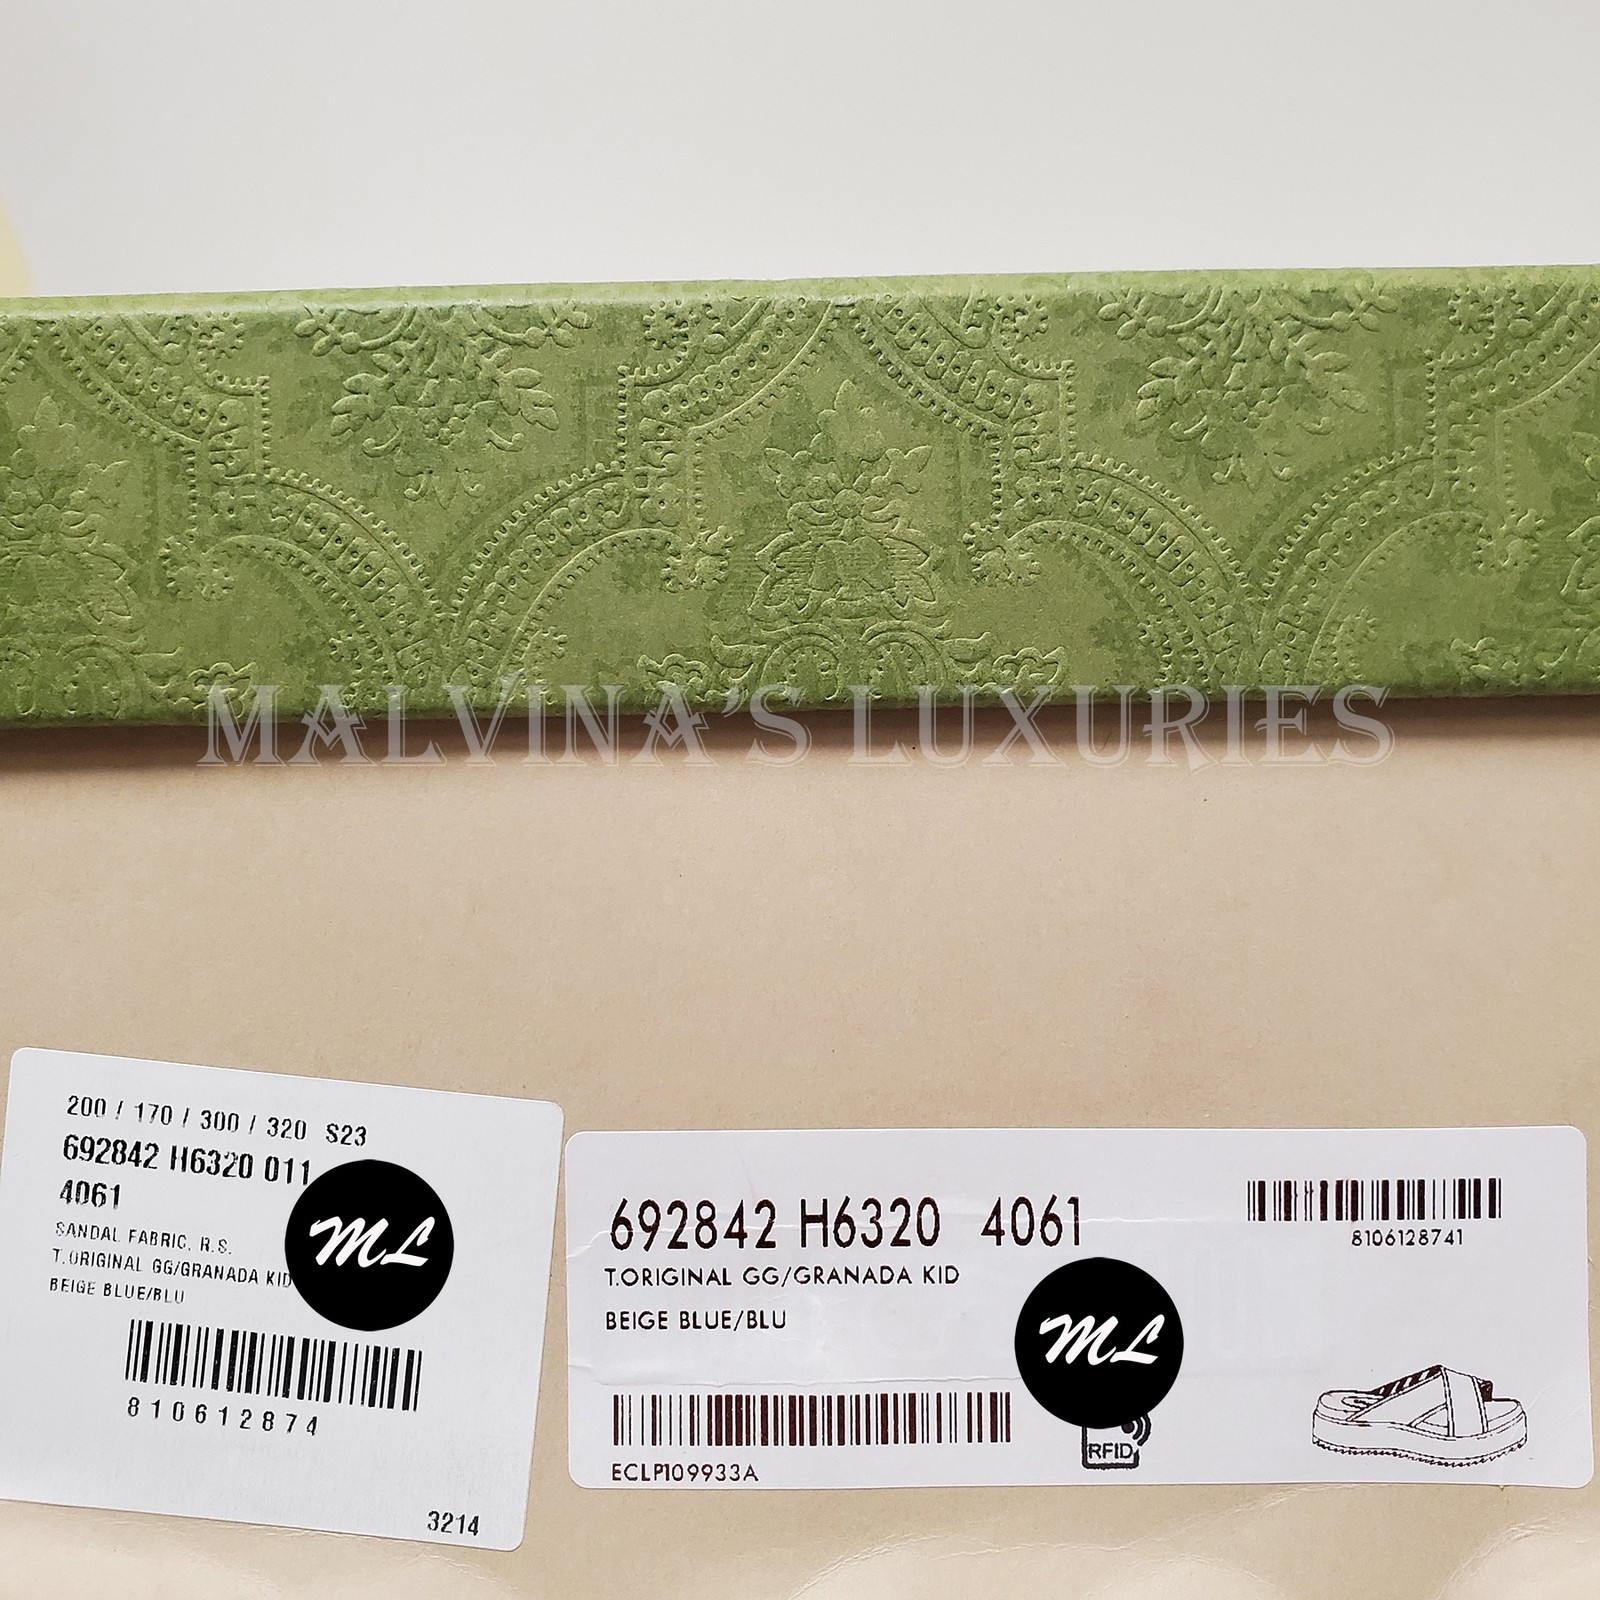 MALVINA'S LUXURIES
200 / 170 / 300 / 320 S23
692842 H6320 011
4061
SANDAL FABRIC, R.S.
T.ORIGINAL GG/GRANADA KID
BEIGE BLUE/BLU
810612874
3214
ML
692842 H6320 4061
T.ORIGINAL GG/GRANADA KID
BEIGE BLUE/BLU
8106128741
ECLP109933A
ML
RFID